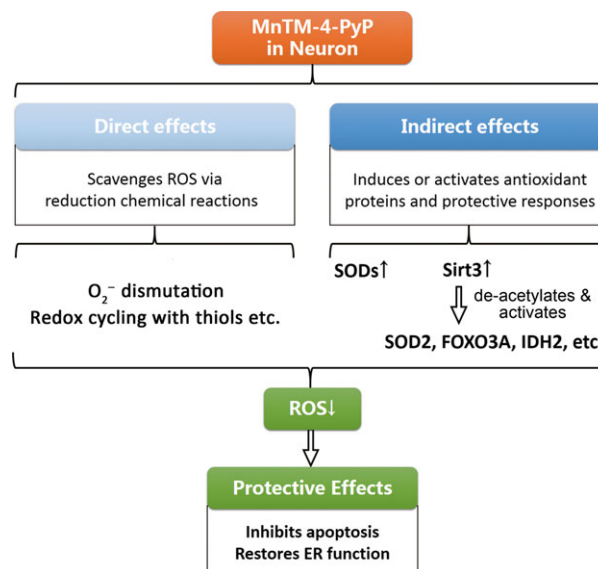 MnTM-4-PyP
in Neuron
Direct effects
Scavenges ROS via
reduction chemical reactions
O₂⁻ dismutation
Redox cycling with thiols etc.
Indirect effects
Induces or activates antioxidant
proteins and protective responses
SODs↑ Sirt3↑
de-acetylates &
activates
SOD2, FOXO3A, IDH2, etc
ROS↓
Protective Effects
Inhibits apoptosis
Restores ER function